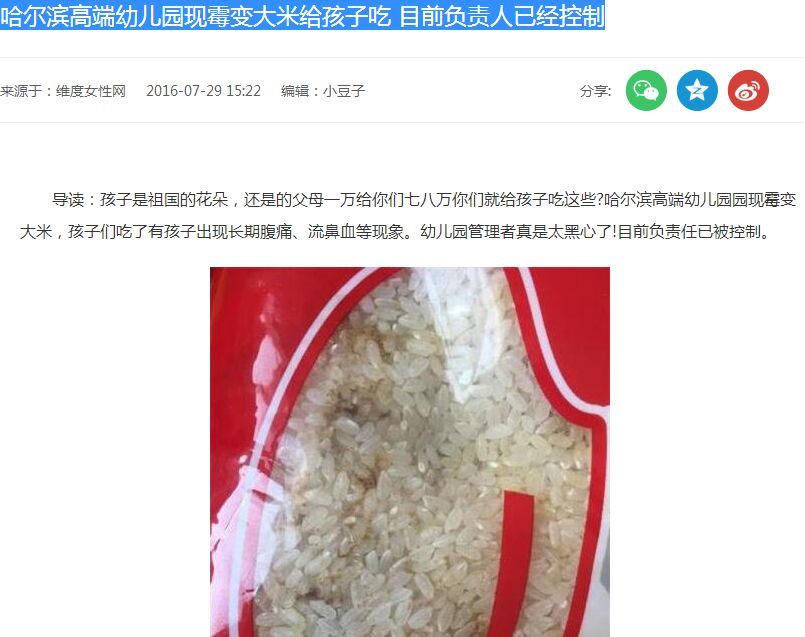 哈尔滨高端幼儿园现霉变大米给孩子吃 目前负责人已经控制
来源于：维度女性网 2016-07-29 15:22 编辑：小豆子 分享:
导读：孩子是祖国的花朵，还是的父母一万给你们七八万你们就给孩子吃这些?哈尔滨高端幼儿园园现霉变
大米，孩子们吃了有孩子出现长期腹痛、流鼻血等现象。幼儿园管理者真是太黑心了!目前负责任已被控制。